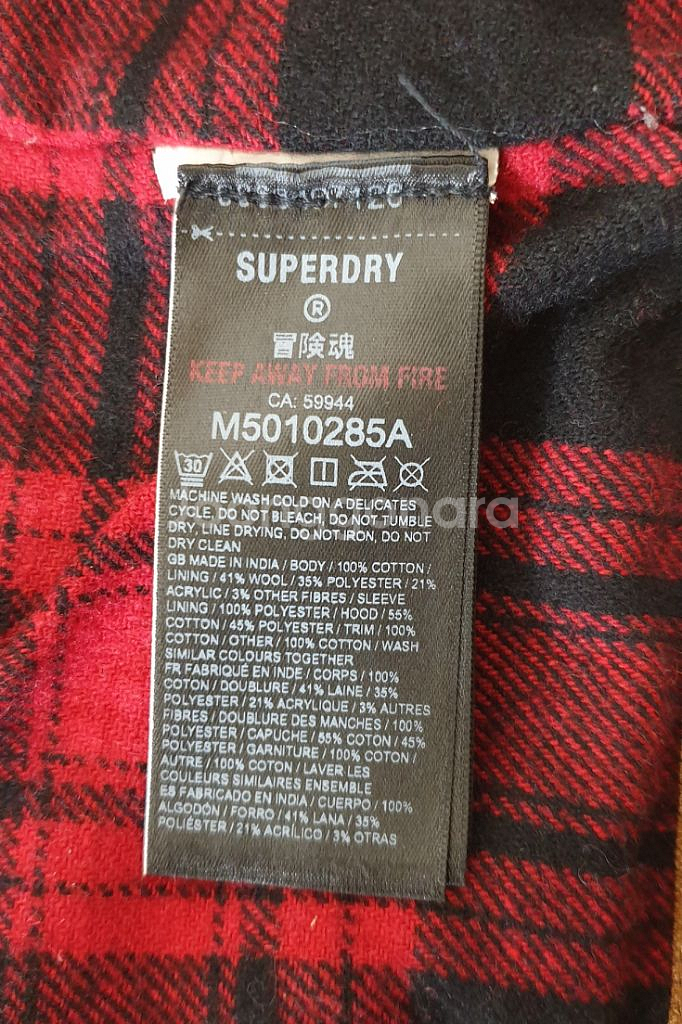 SUPERDRY
®
冒険魂
KEEP AWAY FROM FIRE
CA: 59944
M5010285A
30
MACHINE WASH COLD ON A DELICATES
CYCLE, DO NOT BLEACH, DO NOT TUMBLE
DRY, LINE DRYING, DO NOT IRON, DO NOT
DRY CLEAN
GB MADE IN INDIA / BODY / 100% COTTON /
LINING / 41% WOOL / 35% POLYESTER / 21%
ACRYLIC / 3% OTHER FIBRES / SLEEVE
LINING / 100% POLYESTER / HOOD / 55%
COTTON / 45% POLYESTER / TRIM / 100%
COTTON / OTHER / 100% COTTON / WASH
SIMILAR COLOURS TOGETHER
FR FABRIQUÉ EN INDE / CORPS / 100%
COTON / DOUBLURE / 41% LAINE / 35%
POLYESTER / 21% ACRYLIQUE / 3% AUTRES
FIBRES / DOUBLURE DES MANCHES / 100%
POLYESTER / CAPUCHE / 55% COTON / 45%
POLYESTER / GARNITURE / 100% COTON /
AUTRE / 100% COTON / LAVER LES
COULEURS SIMILAIRES ENSEMBLE
ES FABRICADO EN INDIA / CUERPO / 100%
ALGODÓN / FORRO / 41% LANA / 35%
POLIÉSTER / 21% ACRÍLICO / 3% OTRAS